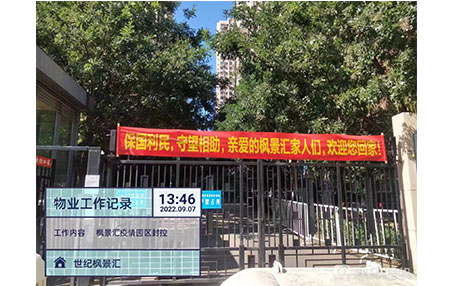 保国利民，守望相助，亲爱的枫景汇家人们，欢迎您回家！
物业工作记录
13:46
2022.09.07
工作内容 枫景汇疫情园区封控
世纪枫景汇